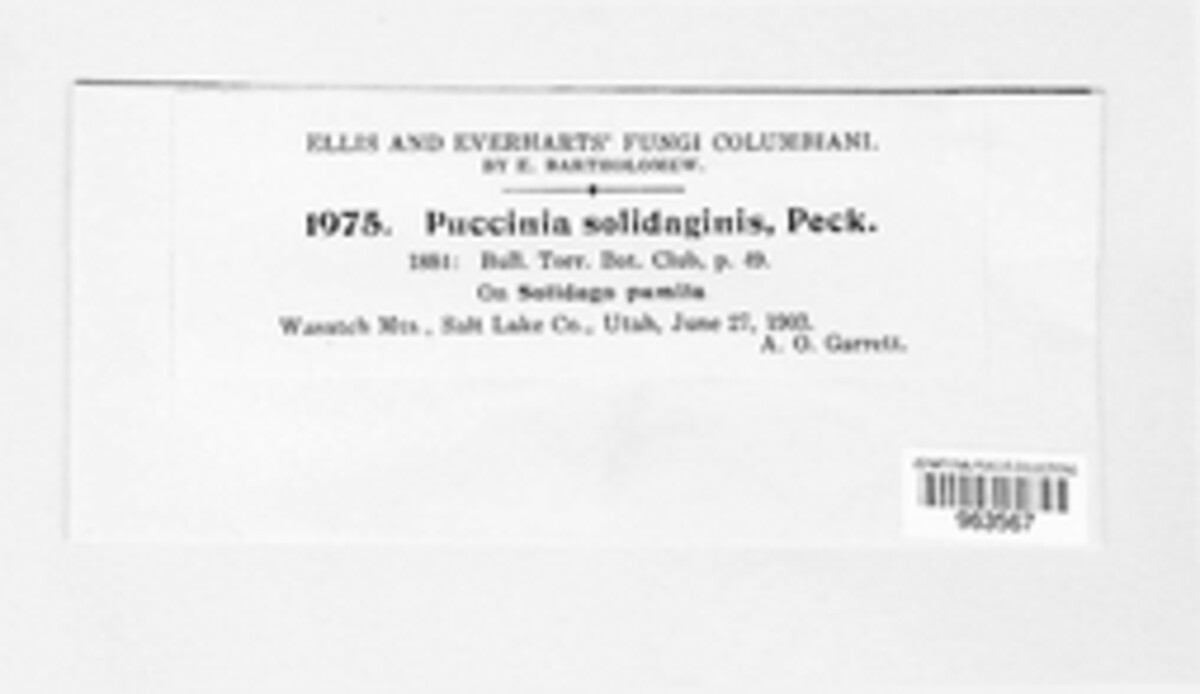 ELLIS AND EVERHARTS' FUNGI COLUMBIANI.
BY E. BARTHOLOMEW.
1975. Puccinia solidaginis, Peck.
1881: Bull. Torr. Bot. Club, p. 49.
On Solidago pumila
Wasatch Mts., Salt Lake Co., Utah, June 27, 1903.
A. O. Garrett.
963567